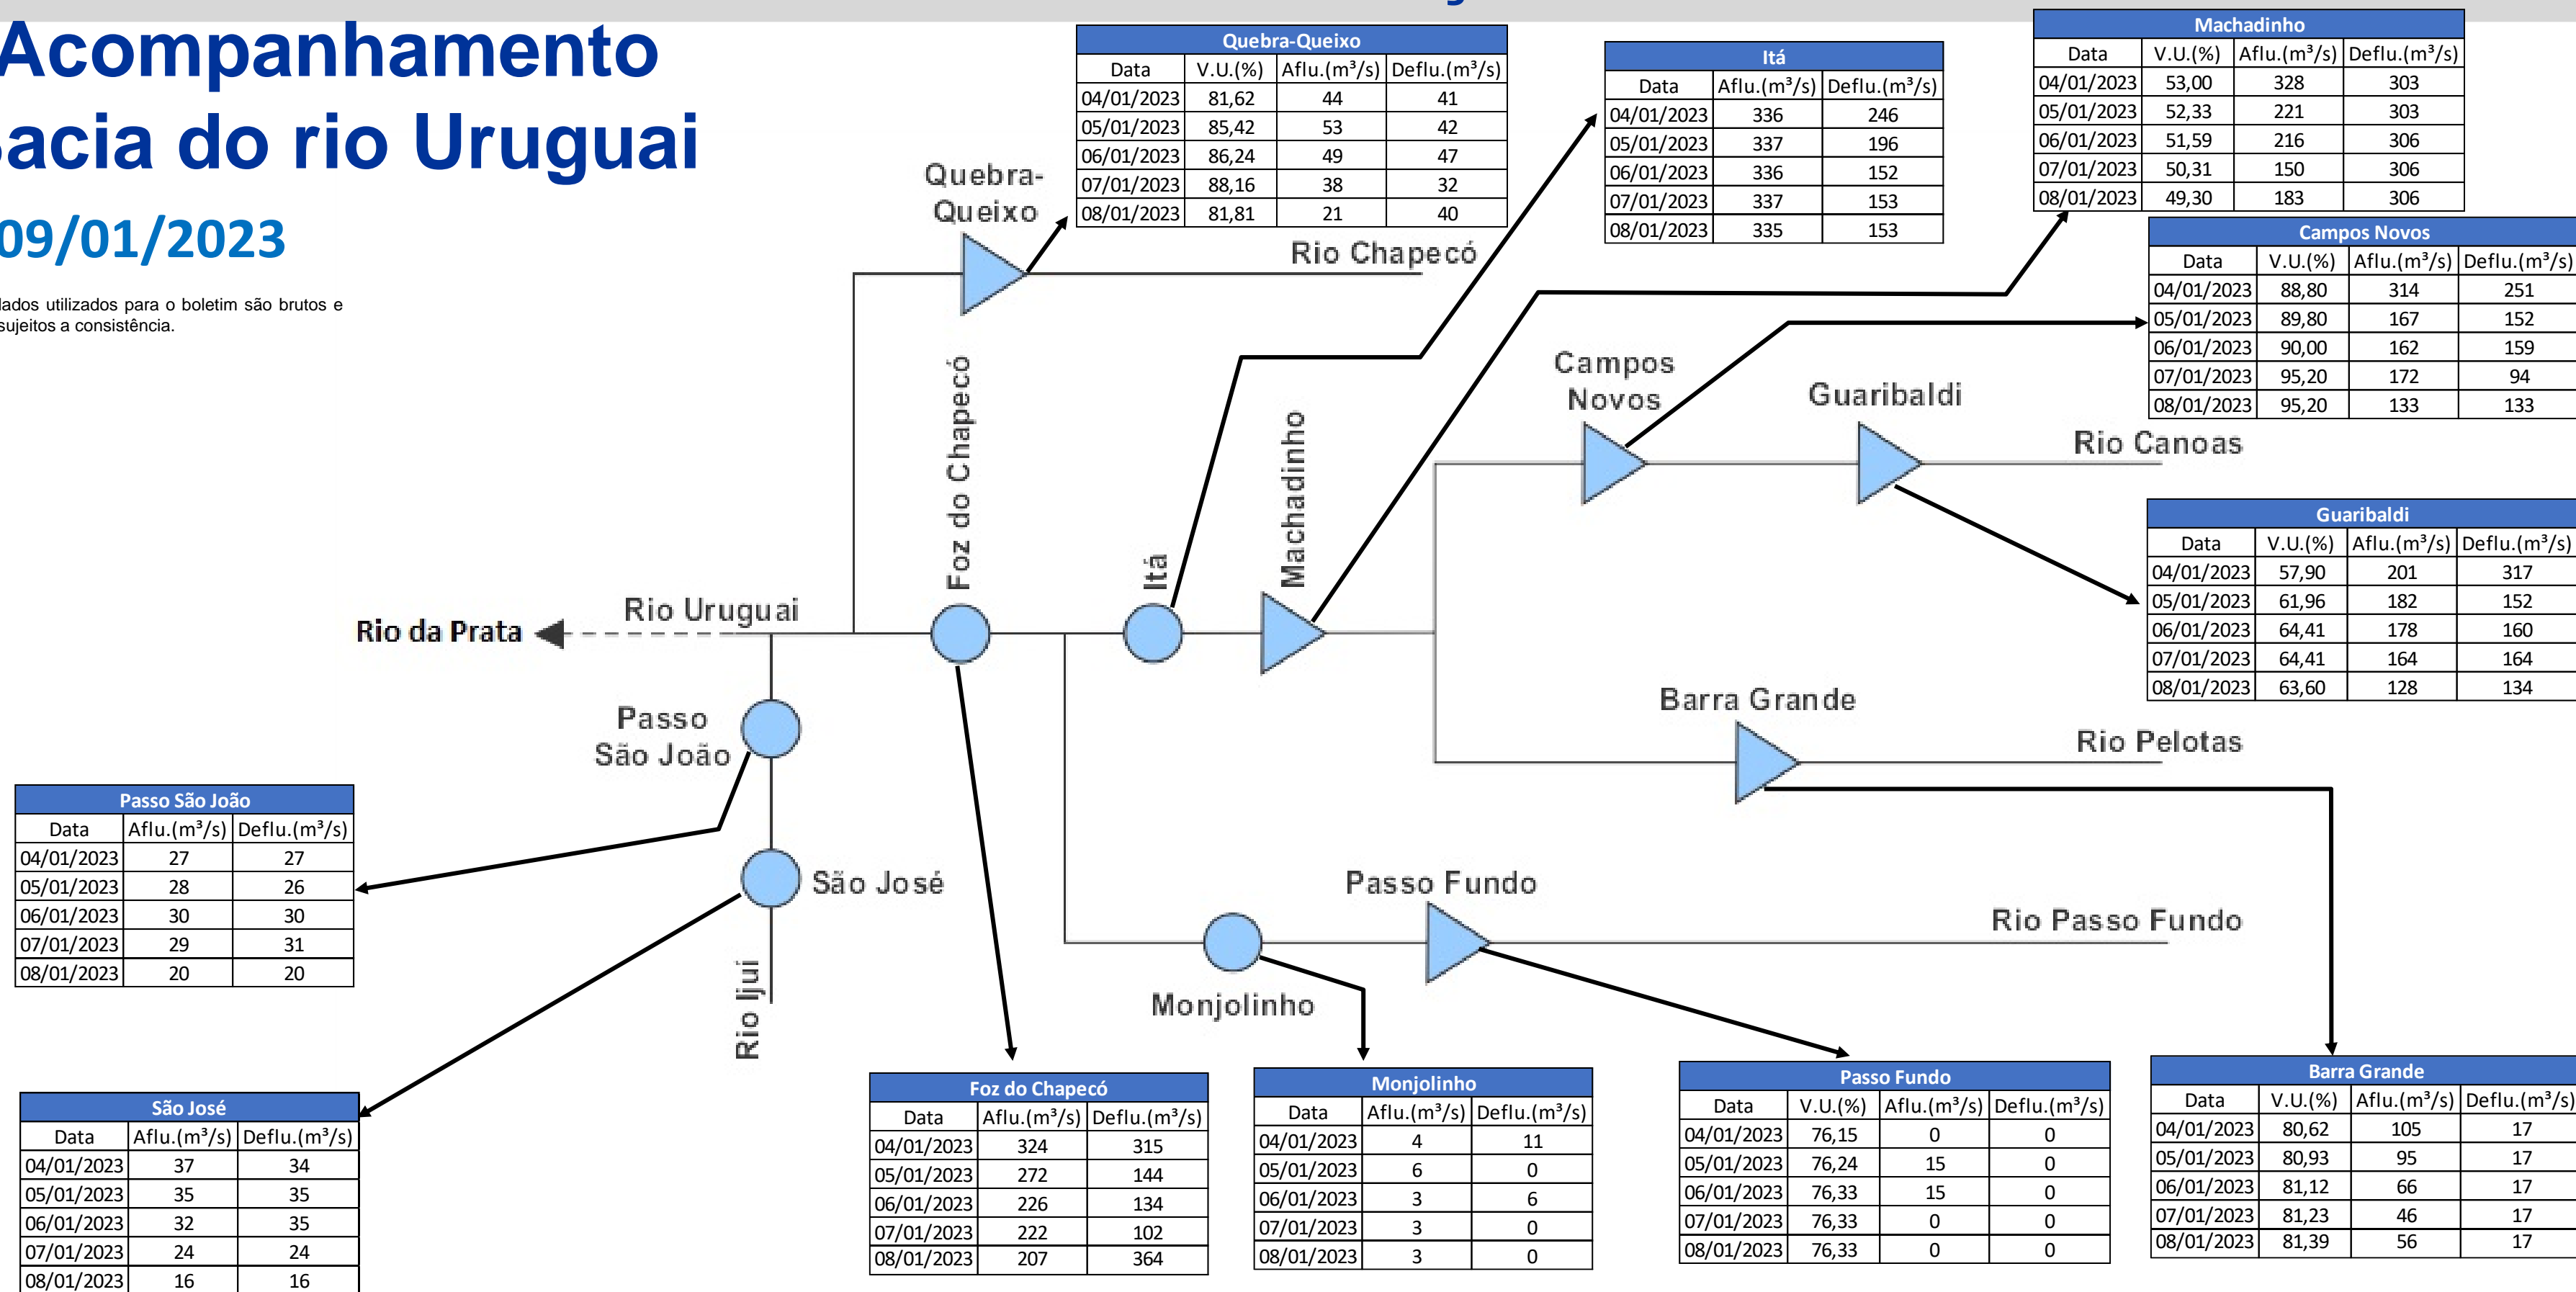 Acompanhamento
acia do rio Uruguai
09/01/2023
dados utilizados para o boletim são brutos e
sujeitos a consistência.
Quebra-Queixo
Data V.U.(%) Aflu.(m³/s) Deflu.(m³/s)
04/01/2023 81,62 44 41
05/01/2023 85,42 53 42
06/01/2023 86,24 49 47
07/01/2023 88,16 38 32
08/01/2023 81,81 21 40
Itá
Data Aflu.(m³/s) Deflu.(m³/s)
04/01/2023 336 246
05/01/2023 337 196
06/01/2023 336 152
07/01/2023 337 153
08/01/2023 335 153
Machadinho
Data V.U.(%) Aflu.(m³/s) Deflu.(m³/s)
04/01/2023 53,00 328 303
05/01/2023 52,33 221 303
06/01/2023 51,59 216 306
07/01/2023 50,31 150 306
08/01/2023 49,30 183 306
Campos Novos
Data V.U.(%) Aflu.(m³/s) Deflu.(m³/s)
04/01/2023 88,80 314 251
05/01/2023 89,80 167 152
06/01/2023 90,00 162 159
07/01/2023 95,20 172 94
08/01/2023 95,20 133 133
Guaribaldi
Data V.U.(%) Aflu.(m³/s) Deflu.(m³/s)
04/01/2023 57,90 201 317
05/01/2023 61,96 182 152
06/01/2023 64,41 178 160
07/01/2023 64,41 164 164
08/01/2023 63,60 128 134
Quebra-
Queixo
Rio Chapecó
Foz do Chapecó
Itá
Machadinho
Campos
Novos
Guaribaldi
Rio Canoas
Rio da Prata
Rio Uruguai
Barra Grande
Rio Pelotas
Passo
São João
São José
Rio Ijui
Passo Fundo
Rio Passo Fundo
Monjolinho
Passo São João
Data Aflu.(m³/s) Deflu.(m³/s)
04/01/2023 27 27
05/01/2023 28 26
06/01/2023 30 30
07/01/2023 29 31
08/01/2023 20 20
São José
Data Aflu.(m³/s) Deflu.(m³/s)
04/01/2023 37 34
05/01/2023 35 35
06/01/2023 32 35
07/01/2023 24 24
08/01/2023 16 16
Foz do Chapecó
Data Aflu.(m³/s) Deflu.(m³/s)
04/01/2023 324 315
05/01/2023 272 144
06/01/2023 226 134
07/01/2023 222 102
08/01/2023 207 364
Monjolinho
Data Aflu.(m³/s) Deflu.(m³/s)
04/01/2023 4 11
05/01/2023 6 0
06/01/2023 3 6
07/01/2023 3 0
08/01/2023 3 0
Passo Fundo
Data V.U.(%) Aflu.(m³/s) Deflu.(m³/s)
04/01/2023 76,15 0 0
05/01/2023 76,24 15 0
06/01/2023 76,33 15 0
07/01/2023 76,33 0 0
08/01/2023 76,33 0 0
Barra Grande
Data V.U.(%) Aflu.(m³/s) Deflu.(m³/s)
04/01/2023 80,62 105 17
05/01/2023 80,93 95 17
06/01/2023 81,12 66 17
07/01/2023 81,23 46 17
08/01/2023 81,39 56 17